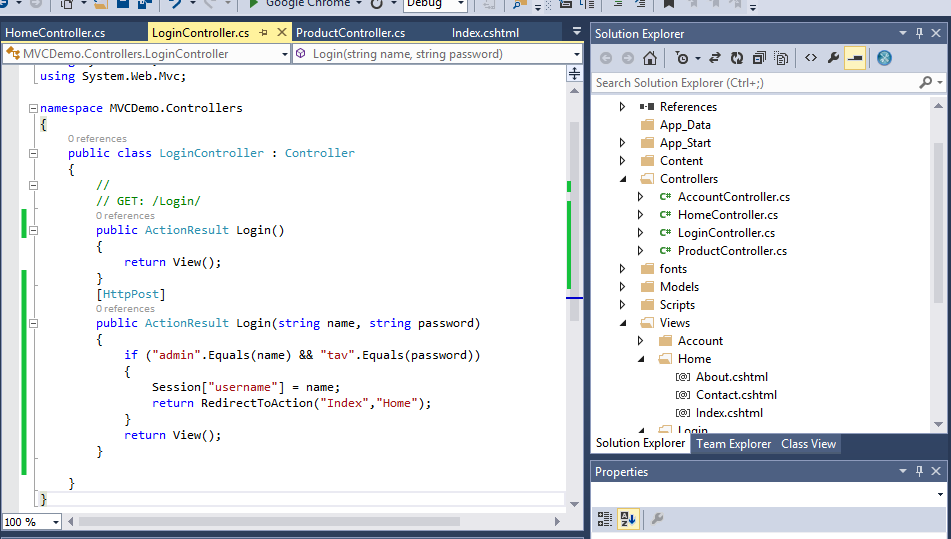 Google Chrome
Debug
HomeController.cs
LoginController.cs
ProductController.cs
Index.cshtml
MVCDemo.Controllers.LoginController
Login(string name, string password)
using System.Web.Mvc;
namespace MVCDemo.Controllers
{
0 references
public class LoginController : Controller
{
//
// GET: /Login/
0 references
public ActionResult Login()
{
return View();
}
[HttpPost]
0 references
public ActionResult Login(string name, string password)
{
if ("admin".Equals(name) && "tav".Equals(password))
{
Session["username"] = name;
return RedirectToAction("Index","Home");
}
return View();
}
}
}
100 %
Solution Explorer
Search Solution Explorer (Ctrl+;)
References
App_Data
App_Start
Content
Controllers
C# AccountController.cs
C# HomeController.cs
C# LoginController.cs
C# ProductController.cs
fonts
Models
Scripts
Views
Account
Home
[@] About.cshtml
[@] Contact.cshtml
[@] Index.cshtml
Login
Solution Explorer
Team Explorer
Class View
Properties